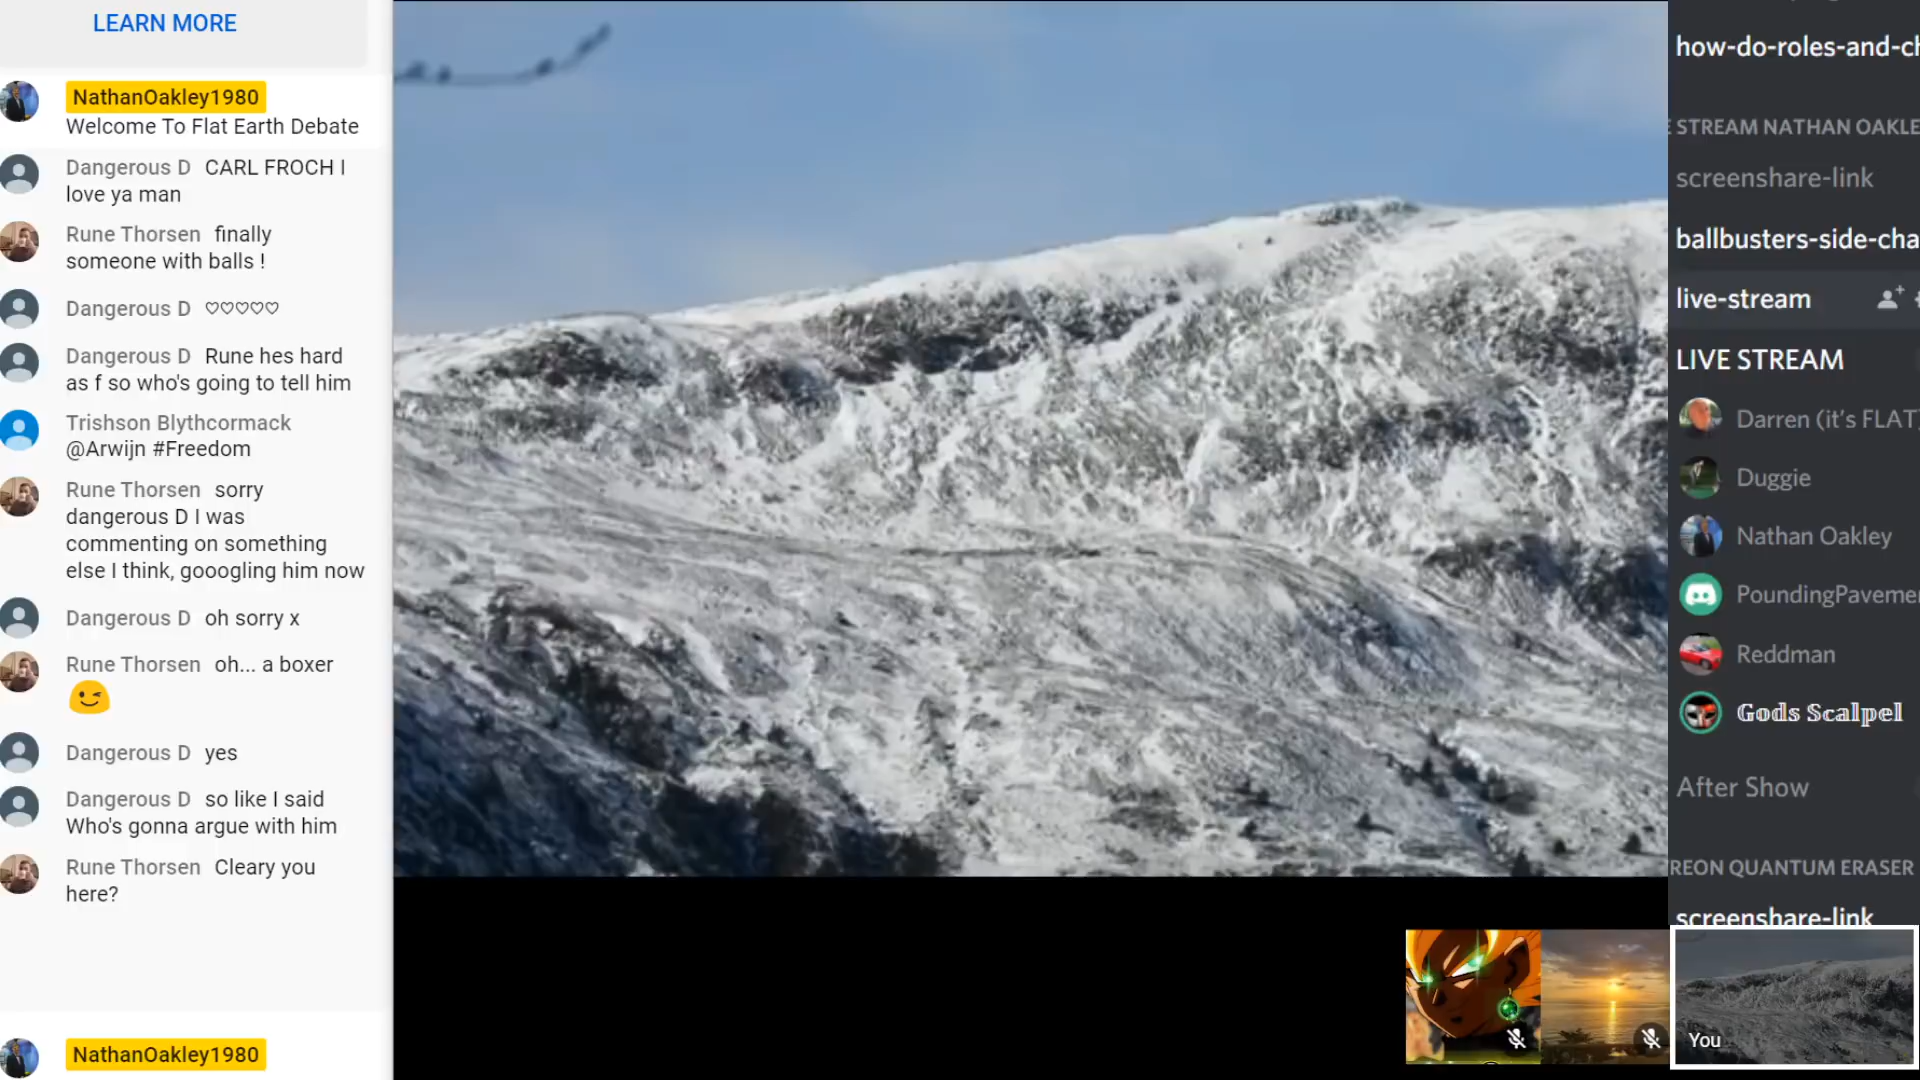 LEARN MORE
NathanOakley1980
Welcome To Flat Earth Debate
Dangerous D CARL FROCH I
love ya man
Rune Thorsen finally
someone with balls !
Dangerous D ♡♡♡♡♡
Dangerous D Rune hes hard
as f so who's going to tell him
Trishson Blythcormack
@Arwijn #Freedom
Rune Thorsen sorry
dangerous D I was
commenting on something
else I think, gooogling him now
Dangerous D oh sorry x
Rune Thorsen oh... a boxer
😉
Dangerous D yes
Dangerous D so like I said
Who's gonna argue with him
Rune Thorsen Cleary you
here?
NathanOakley1980
how-do-roles-and-ch
E STREAM NATHAN OAKLE
screenshare-link
ballbusters-side-cha
live-stream
LIVE STREAM
Darren (it's FLAT)
Duggie
Nathan Oakley
PoundingPaveme
Reddman
Gods Scalpel
After Show
REON QUANTUM ERASER
screenshare-link
You